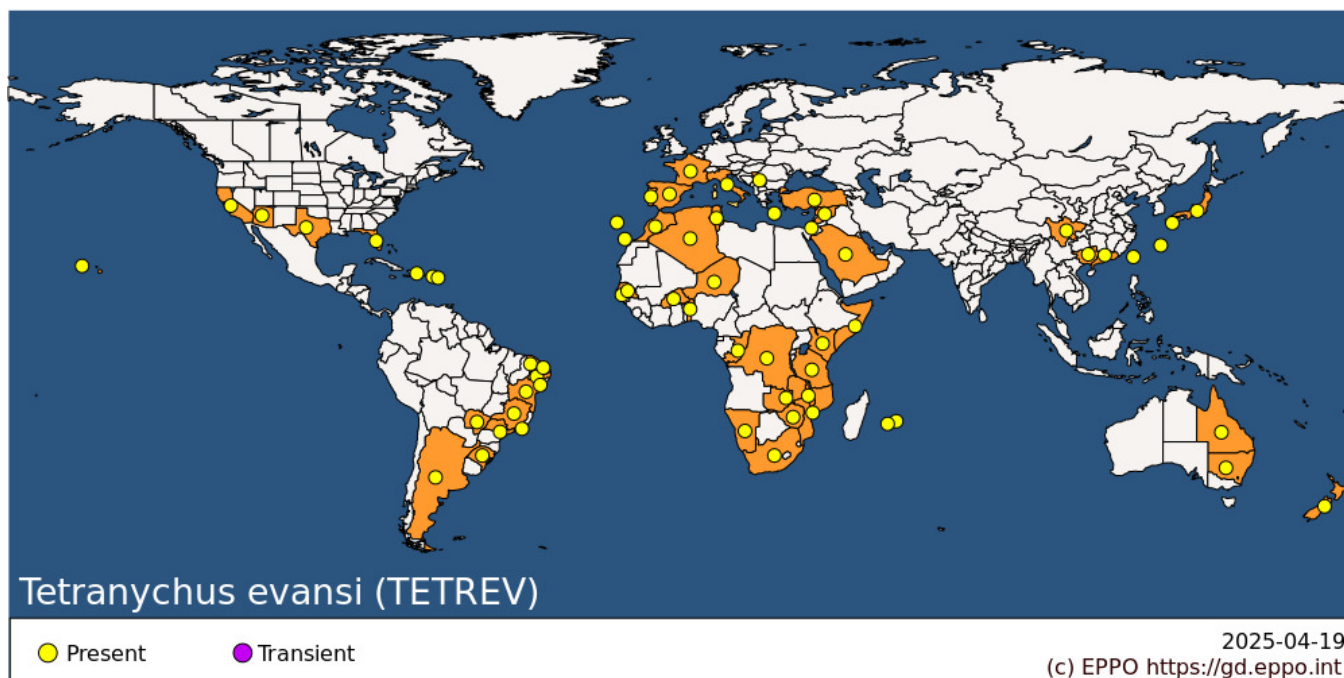 Tetranychus evansi (TETREV)
Present
Transient
2025-04-19
(c) EPPO https://gd.eppo.int